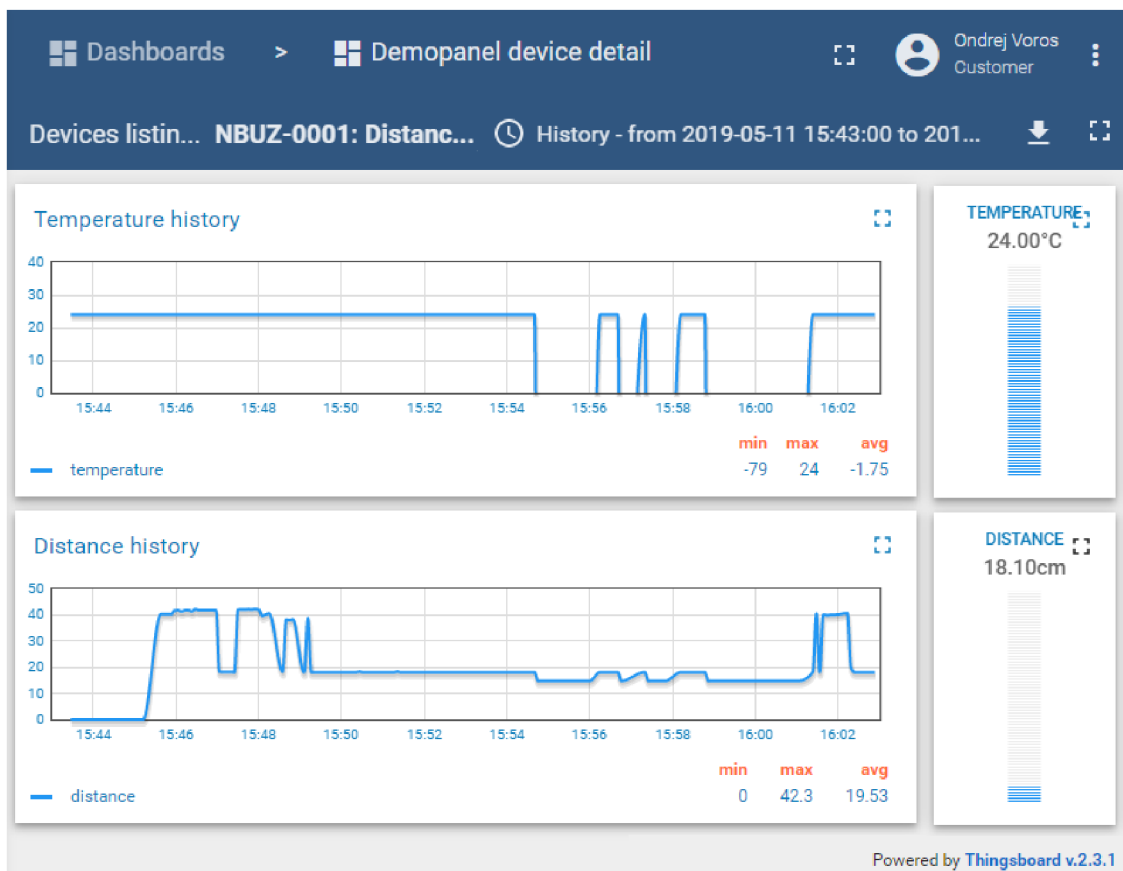 Dashboards > Demopanel device detail
Ondrej Voros
Customer
Devices listin... NBUZ-0001: Distanc... History - from 2019-05-11 15:43:00 to 201...
Temperature history
40
30
20
10
0
15:44 15:46 15:48 15:50 15:52 15:54 15:56 15:58 16:00 16:02
min max avg
temperature -79 24 -1.75
TEMPERATURE
24.00°C
Distance history
50
40
30
20
10
0
15:44 15:46 15:48 15:50 15:52 15:54 15:56 15:58 16:00 16:02
min max avg
distance 0 42.3 19.53
DISTANCE
18.10cm
Powered by Thingsboard v.2.3.1